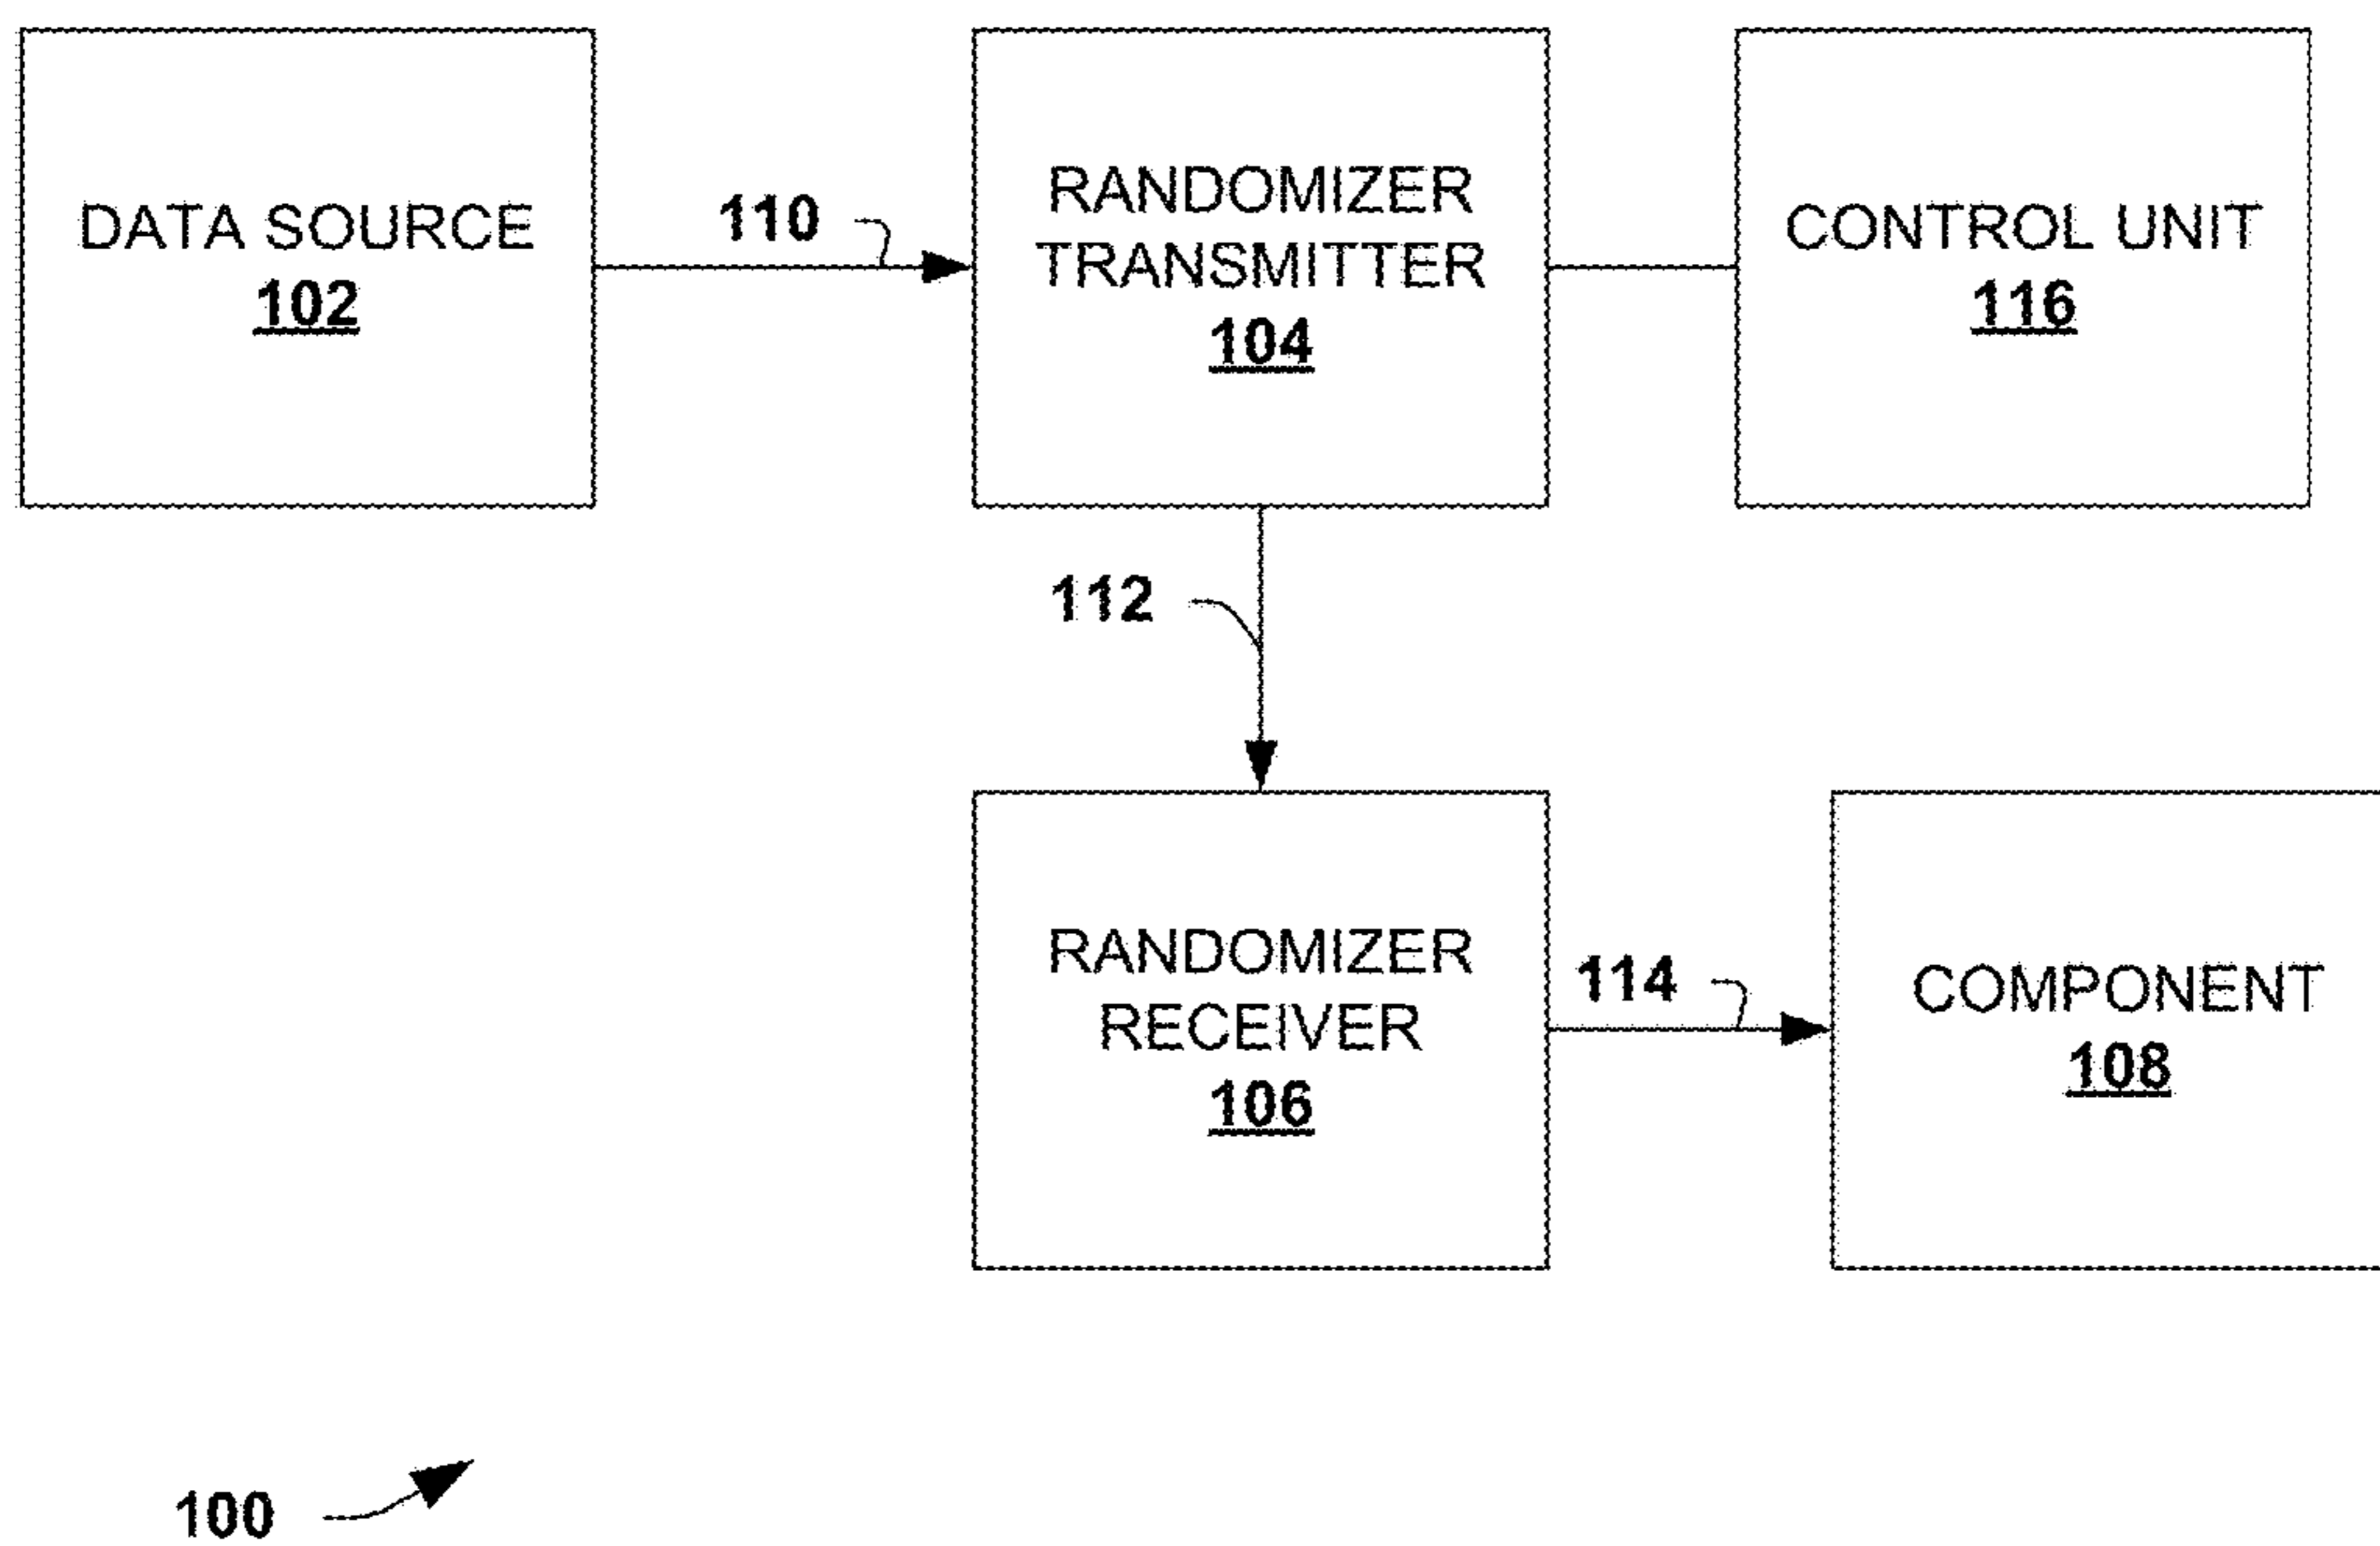 DATA SOURCE
102
110
RANDOMIZER
TRANSMITTER
104
CONTROL UNIT
116
112
RANDOMIZER
RECEIVER
106
114
COMPONENT
108
100